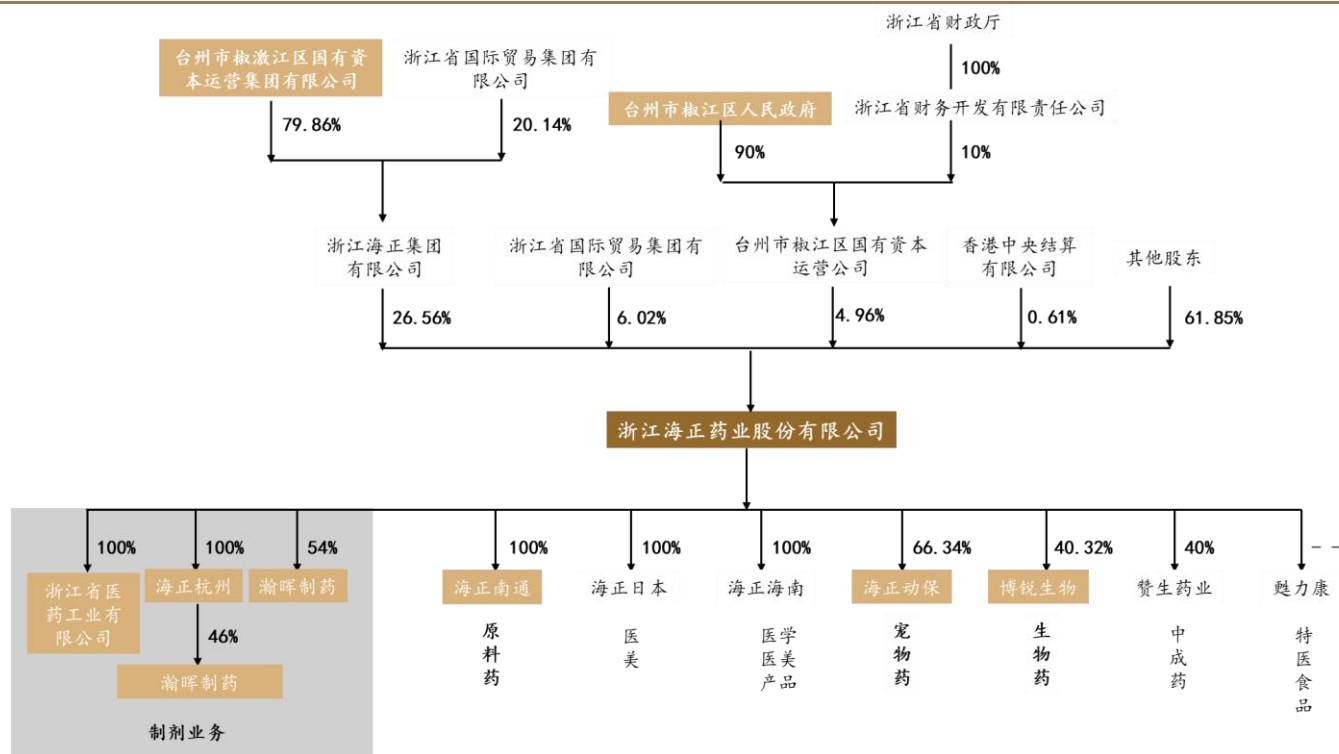 浙江省财政厅
台州市椒激江区国有资
本运营集团有限公司
浙江省国际贸易集团有
限公司
100%
台州市椒江区人民政府
浙江省财务开发有限责任公司
79.86%
20.14%
90%
10%
浙江海正集团
有限公司
浙江省国际贸易集团有
限公司
台州市椒江区国有资本
运营公司
香港中央结算
有限公司
其他股东
26.56%
6.02%
4.96%
0.61%
61.85%
浙江海正药业股份有限公司
100%
100%
54%
100%
100%
100%
66.34%
40.32%
40%
浙江省医
药工业有
限公司
海正杭州
瀚晖制药
海正南通
海正日本
海正海南
海正动保
博锐生物
赞生药业
甦力康
46%
瀚晖制药
制剂业务
原
料
药
医
美
医学
医美
产品
宠
物
药
生
物
药
中
成
药
特
医
食
品